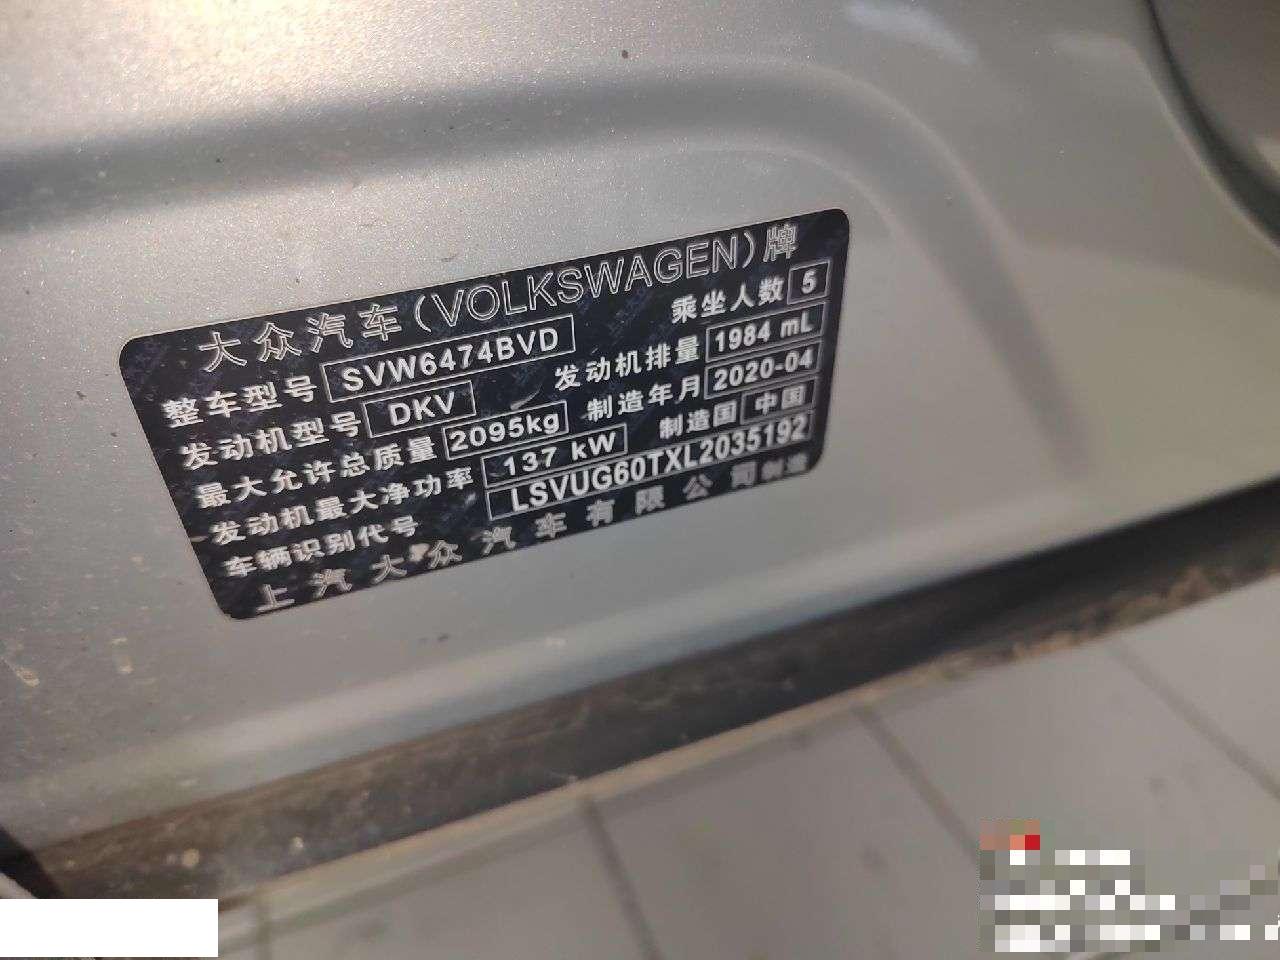 大众汽车(VOLKSWAGEN)牌
整车型号 SVW6474BVD 乘坐人数 5
发动机型号 DKV 发动机排量 1984 mL
最大允许总质量 2095kg 制造年月 2020-04
发动机最大净功率 137 kW 制造国 中国
车辆识别代号 LSVUG60TXL2035192
上汽大众汽车有限公司制造